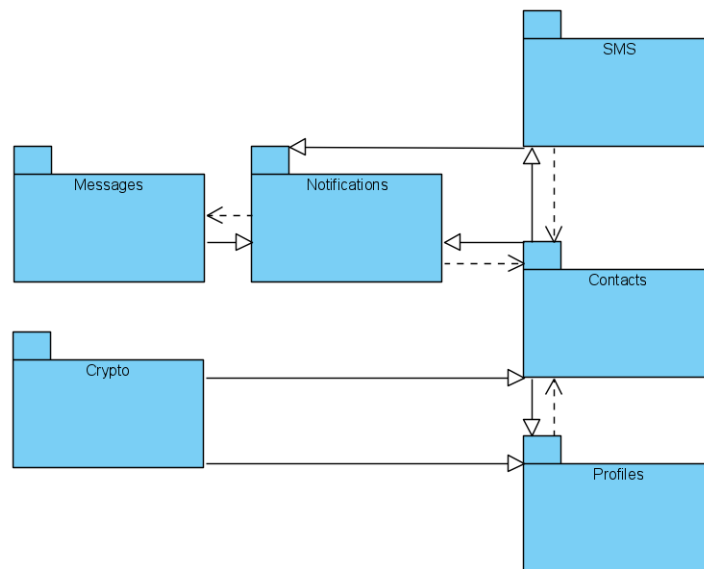 SMS
Messages
Notifications
Contacts
Crypto
Profiles